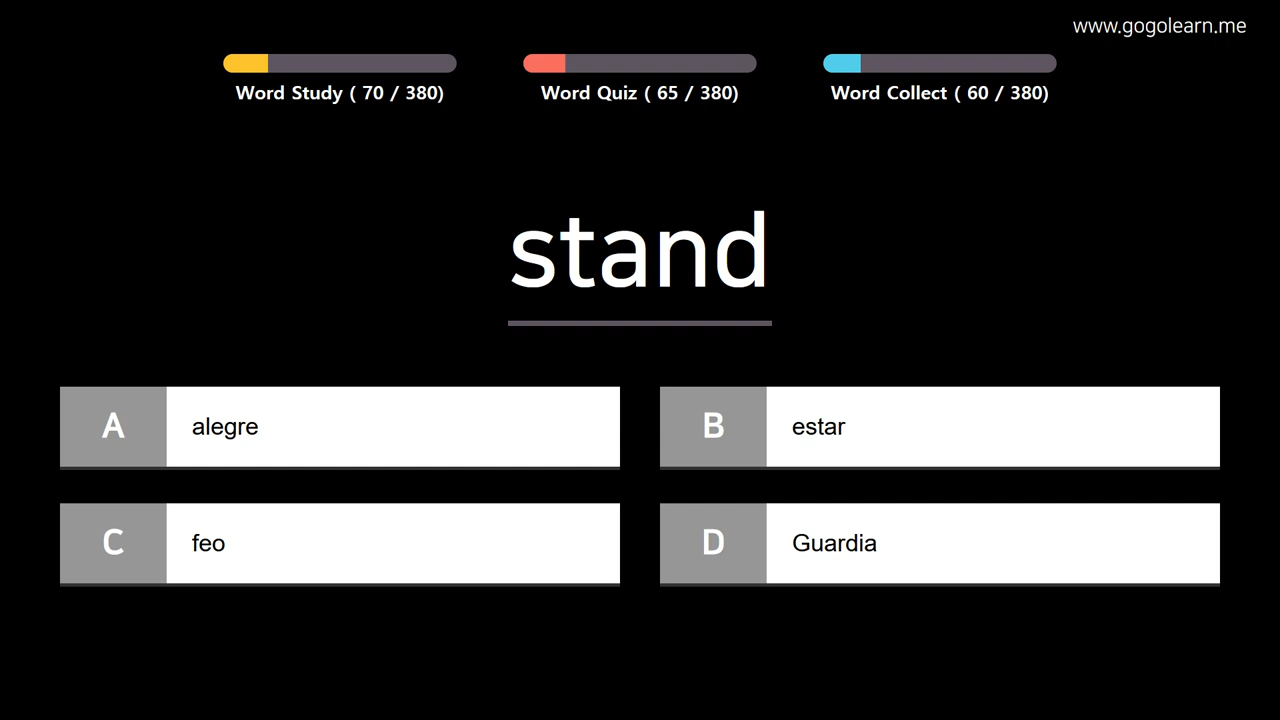 www.gogolearn.me
Word Study ( 70 / 380)
Word Quiz ( 65 / 380)
Word Collect ( 60 / 380)
stand
A alegre
B estar
C feo
D Guardia